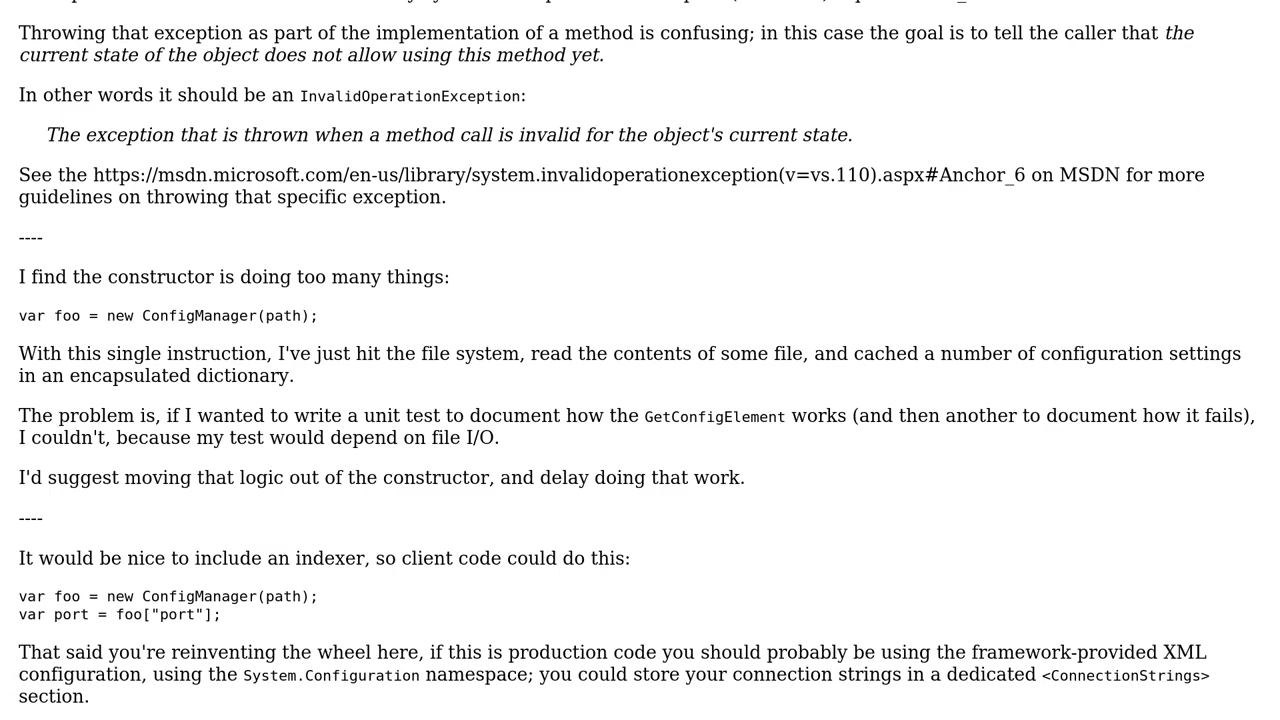 Throwing that exception as part of the implementation of a method is confusing; in this case the goal is to tell the caller that the
current state of the object does not allow using this method yet.
In other words it should be an InvalidOperationException:
The exception that is thrown when a method call is invalid for the object's current state.
See the https://msdn.microsoft.com/en-us/library/system.invalidoperationexception(v=vs.110).aspx#Anchor_6 on MSDN for more
guidelines on throwing that specific exception.
----
I find the constructor is doing too many things:
var foo = new ConfigManager(path);
With this single instruction, I've just hit the file system, read the contents of some file, and cached a number of configuration settings
in an encapsulated dictionary.
The problem is, if I wanted to write a unit test to document how the GetConfigElement works (and then another to document how it fails),
I couldn't, because my test would depend on file I/O.
I'd suggest moving that logic out of the constructor, and delay doing that work.
----
It would be nice to include an indexer, so client code could do this:
var foo = new ConfigManager(path);
var port = foo["port"];
That said you're reinventing the wheel here, if this is production code you should probably be using the framework-provided XML
configuration, using the System.Configuration namespace; you could store your connection strings in a dedicated <ConnectionStrings>
section.